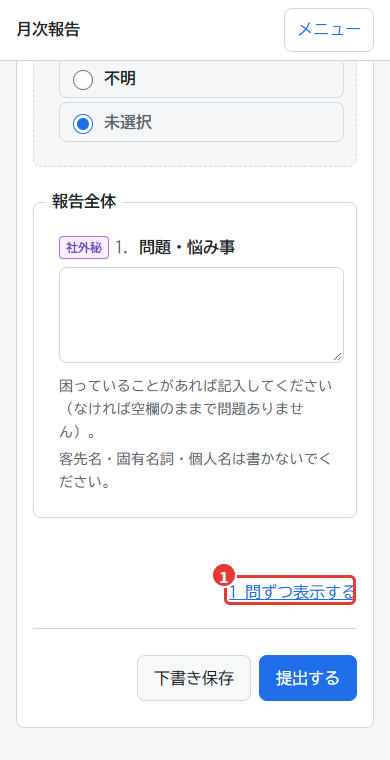 月次報告
メニュー
不明
未選択
報告全体
社外秘 1. 問題・悩み事
困っていることがあれば記入してください
（なければ空欄のままで問題ありませ
ん）。
客先名・固有名詞・個人名は書かないでく
ださい。
1
1 問ずつ表示する
下書き保存
提出する